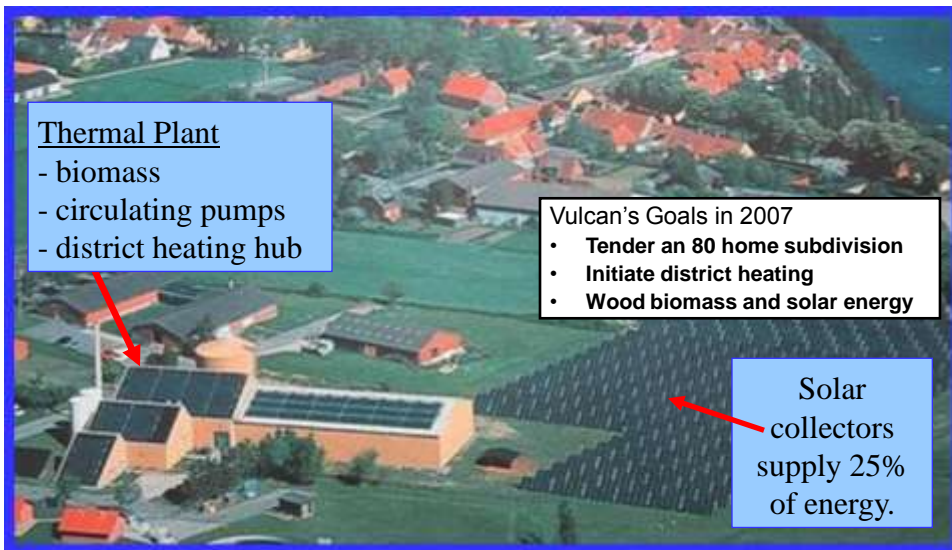 Thermal Plant
- biomass
- circulating pumps
- district heating hub
Vulcan's Goals in 2007
• Tender an 80 home subdivision
• Initiate district heating
• Wood biomass and solar energy
Solar
collectors
supply 25%
of energy.